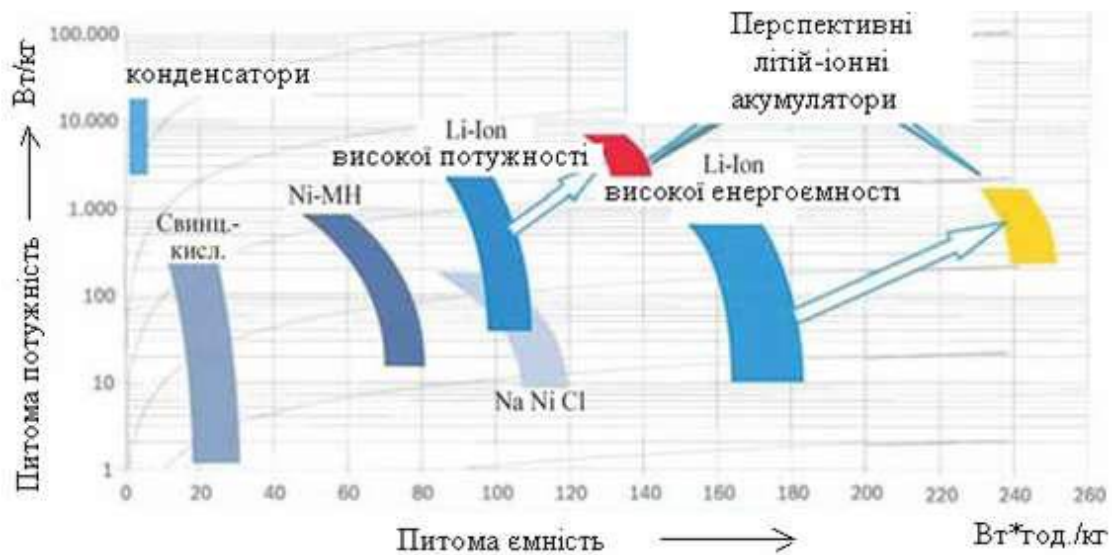 Питома потужність → Вт/кг
100.000
10.000
1.000
100
10
1
конденсатори
Свинц.-
кисл.
Ni-MH
Li-Ion
високої потужності
Na Ni Cl
Li-Ion
високої енергоємності
Перспективні
літій-іонні
акумулятори
0 20 40 60 80 100 120 140 160 180 200 220 240 260
Питома ємність → Вт*год./кг